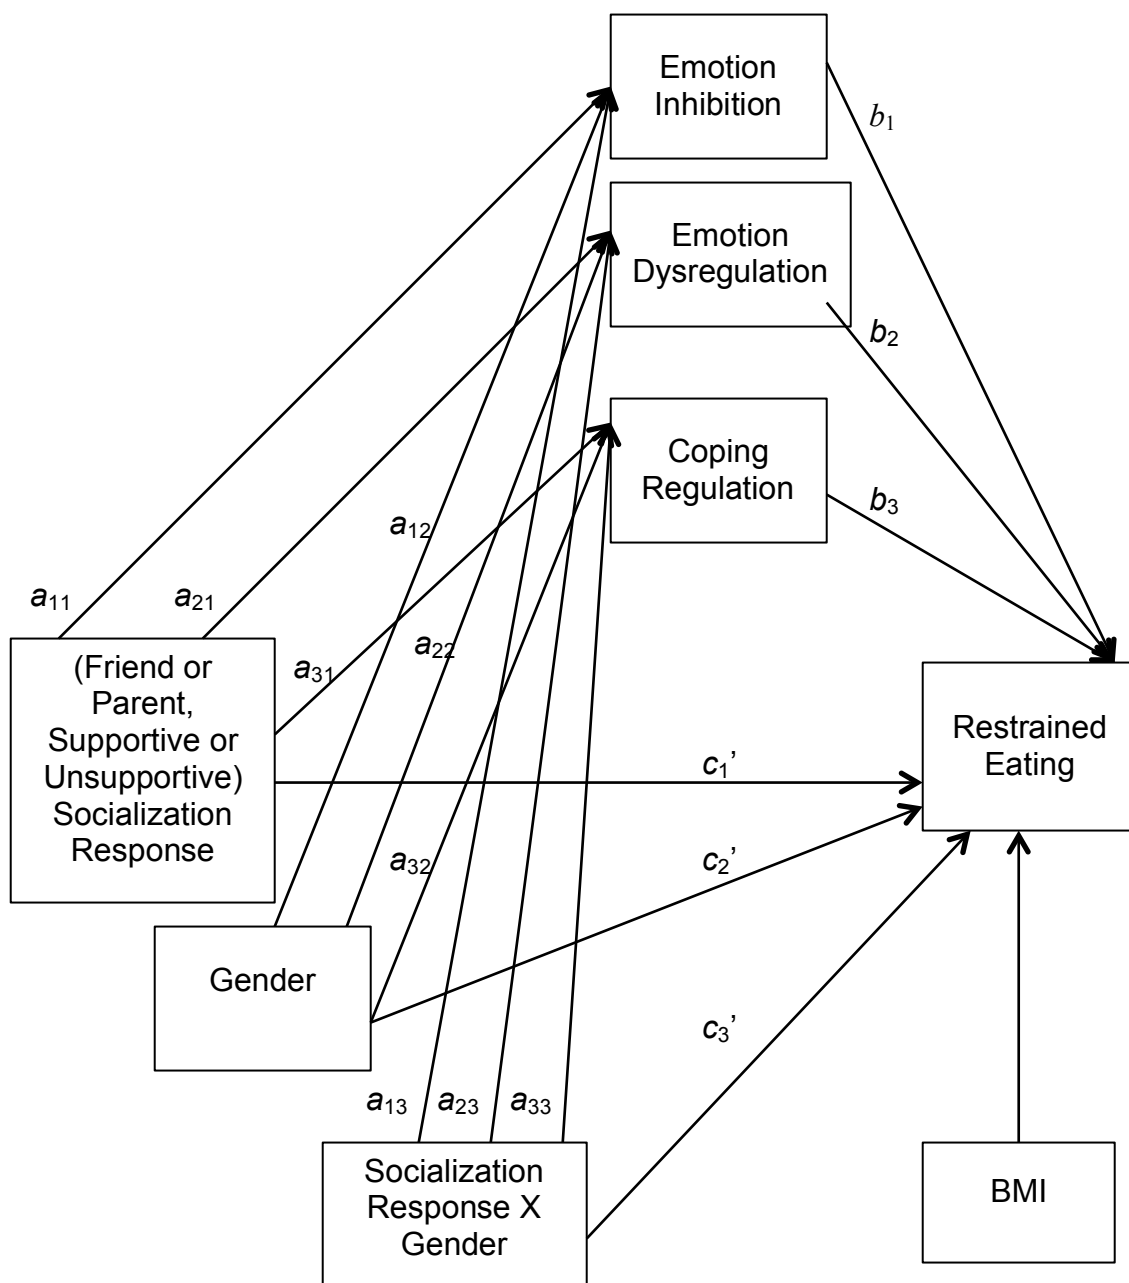 Emotion
Inhibition
b₁
Emotion
Dysregulation
b₂
Coping
Regulation
b₃
a₁₂
a₁₁
a₂₁
a₂₂
a₃₁
(Friend or
Parent,
Supportive or
Unsupportive)
Socialization
Response
Restrained
Eating
c₁’
a₃₂
c₂’
Gender
c₃’
a₁₃
a₂₃
a₃₃
Socialization
Response X
Gender
BMI